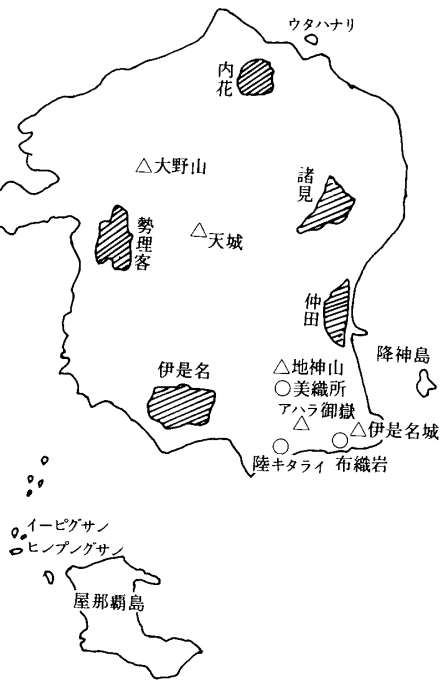 ウタハナリ
内花
△大野山
諸見
勢理客
△天城
仲田
降神島
△地神山
○美織所
伊是名
アハラ御嶽
△
△伊是名城
陸キタライ
布織岩
イーピグサン
ヒンプングサン
屋那覇島